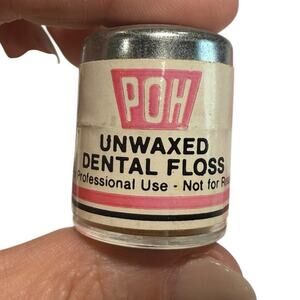 POH
UNWAXED
DENTAL FLOSS
Professional Use - Not for